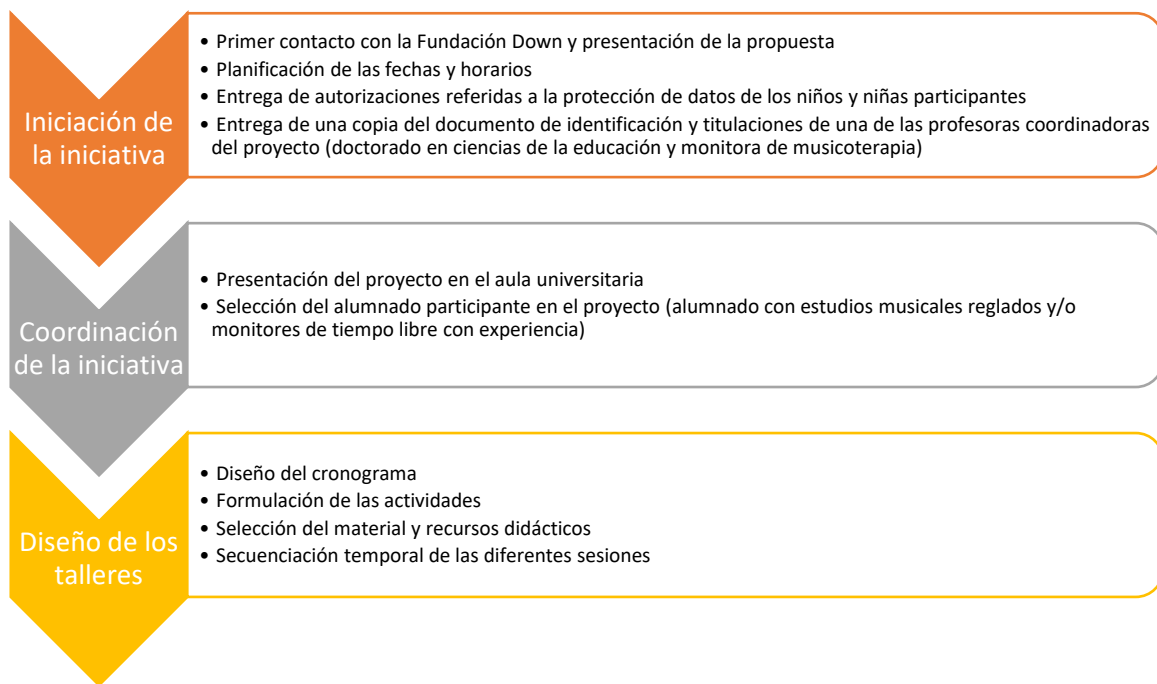 Iniciación de
la iniciativa
• Primer contacto con la Fundación Down y presentación de la propuesta
• Planificación de las fechas y horarios
• Entrega de autorizaciones referidas a la protección de datos de los niños y niñas participantes
• Entrega de una copia del documento de identificación y titulaciones de una de las profesoras coordinadoras
del proyecto (doctorado en ciencias de la educación y monitora de musicoterapia)
Coordinación
de la iniciativa
• Presentación del proyecto en el aula universitaria
• Selección del alumnado participante en el proyecto (alumnado con estudios musicales reglados y/o
monitores de tiempo libre con experiencia)
Diseño de los
talleres
• Diseño del cronograma
• Formulación de las actividades
• Selección del material y recursos didácticos
• Secuenciación temporal de las diferentes sesiones